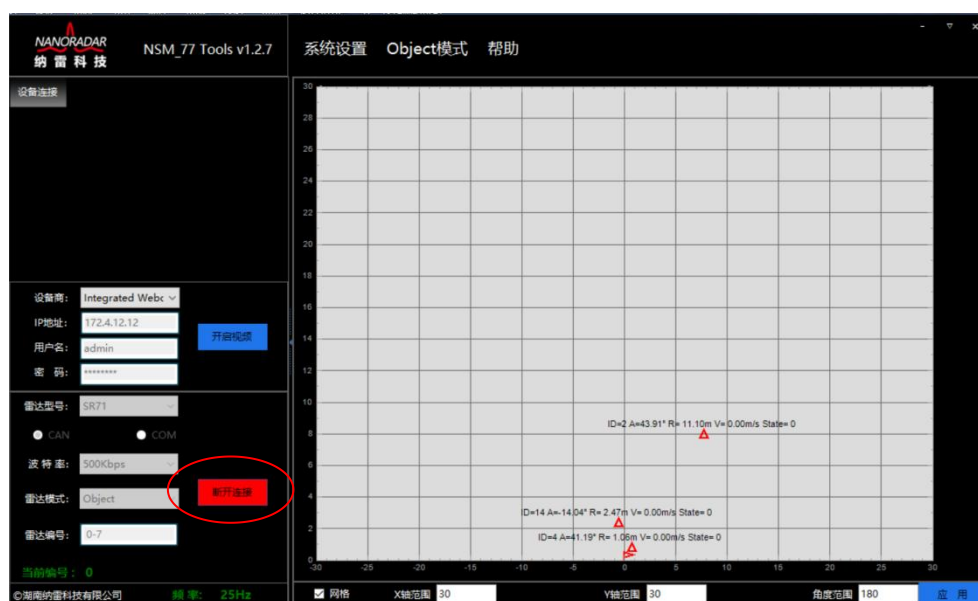 NANORADAR
纳雷科技
NSM_77 Tools v1.2.7
系统设置 Object模式 帮助
设备连接
设备商: Integrated Webc
IP地址: 172.4.12.12
用户名: admin
密 码: ********
开启视频
雷达型号: SR71
CAN COM
波特率: 500Kbps
雷达模式: Object
断开连接
雷达编号: 0-7
当前编号: 0
©湖南纳雷科技有限公司 频率: 25Hz
30
28
26
24
22
20
18
16
14
12
10
8
6
4
2
0
ID=2 A=43.91° R= 11.10m V= 0.00m/s State= 0
ID=14 A=-14.04° R= 2.47m V= 0.00m/s State= 0
ID=4 A=41.19° R= 1.06m V= 0.00m/s State= 0
-30 -25 -20 -15 -10 -5 0 5 10 15 20 25 30
网格 X轴范围 30 Y轴范围 30 角度范围 180 应 用